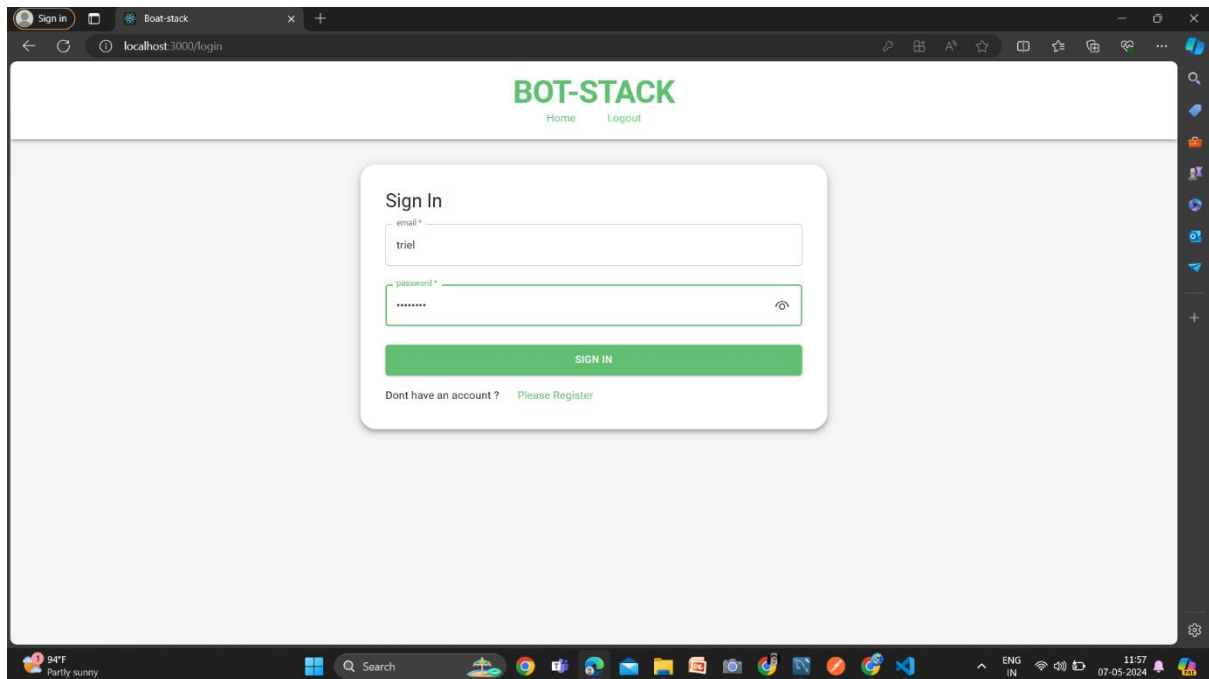 Sign in
Boat-stack
localhost:3000/login
BOT-STACK
Home Logout
Sign In
email *
triel
password *
••••••••
SIGN IN
Dont have an account ? Please Register
1
94°F
Partly sunny
Search
ENG
IN
11:57
07-05-2024